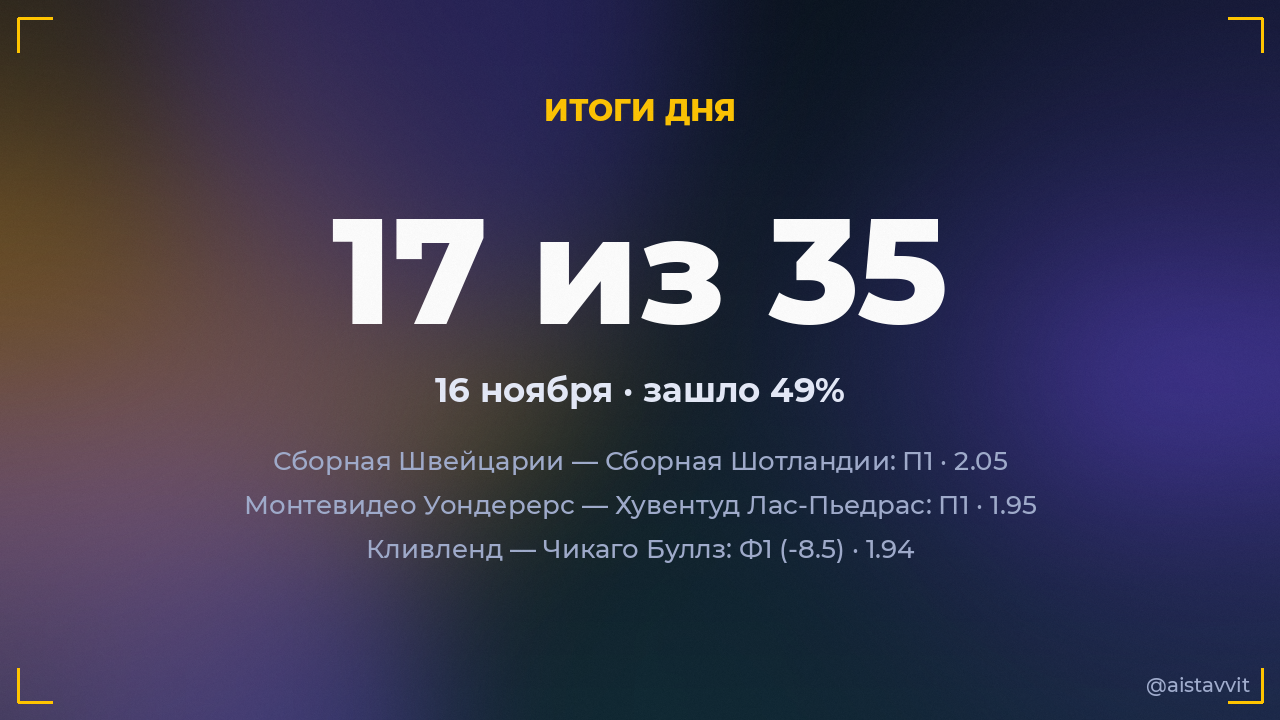 ИТОГИ ДНЯ
17 из 35
16 ноября · зашло 49%
Сборная Швейцарии — Сборная Шотландии: П1 · 2.05
Монтевидео Уондерерс — Хувентуд Лас-Пьедрас: П1 · 1.95
Кливленд — Чикаго Буллз: Ф1 (-8.5) · 1.94
@aistavvit